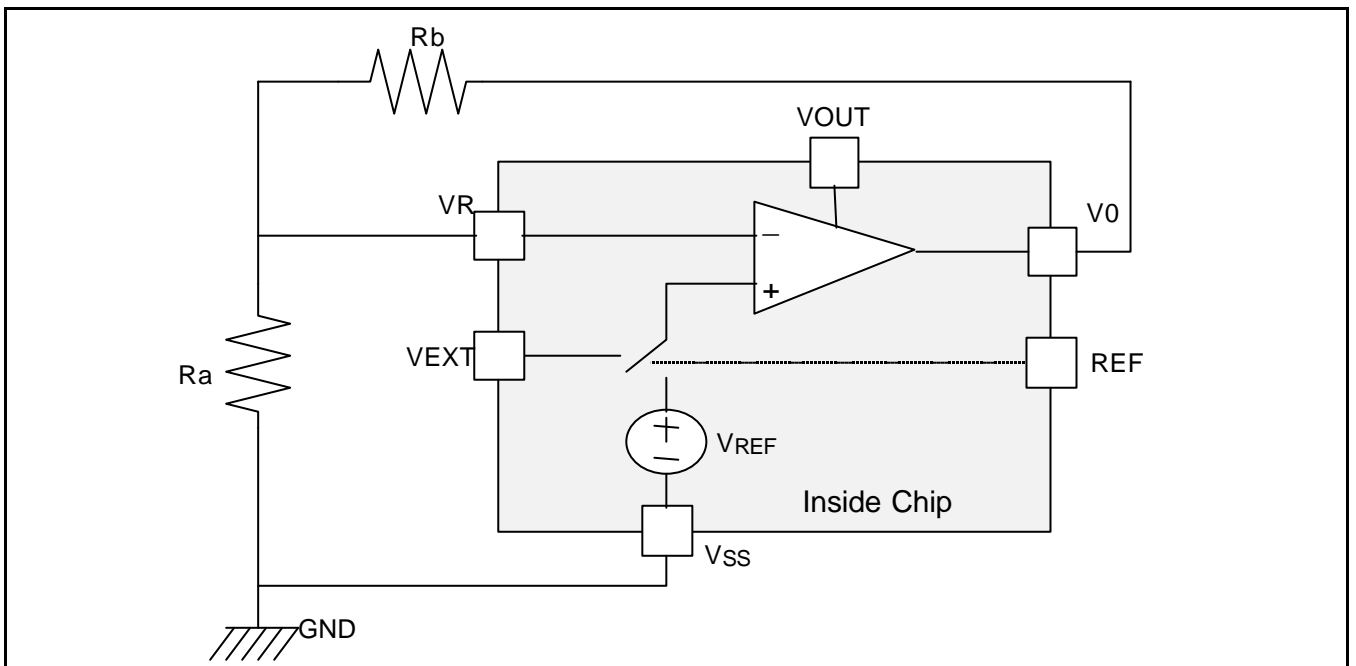 Rb
VOUT
VR
−
V0
+
VEXT
REF
Ra
+
−
VREF
Inside Chip
VSS
GND